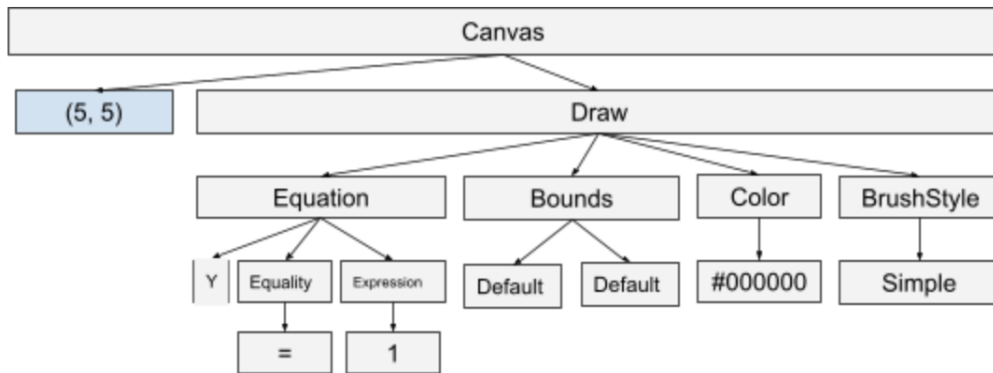 Canvas
(5, 5)
Draw
Equation
Bounds
Color
BrushStyle
Y
Equality
Expression
Default
Default
#000000
Simple
=
1